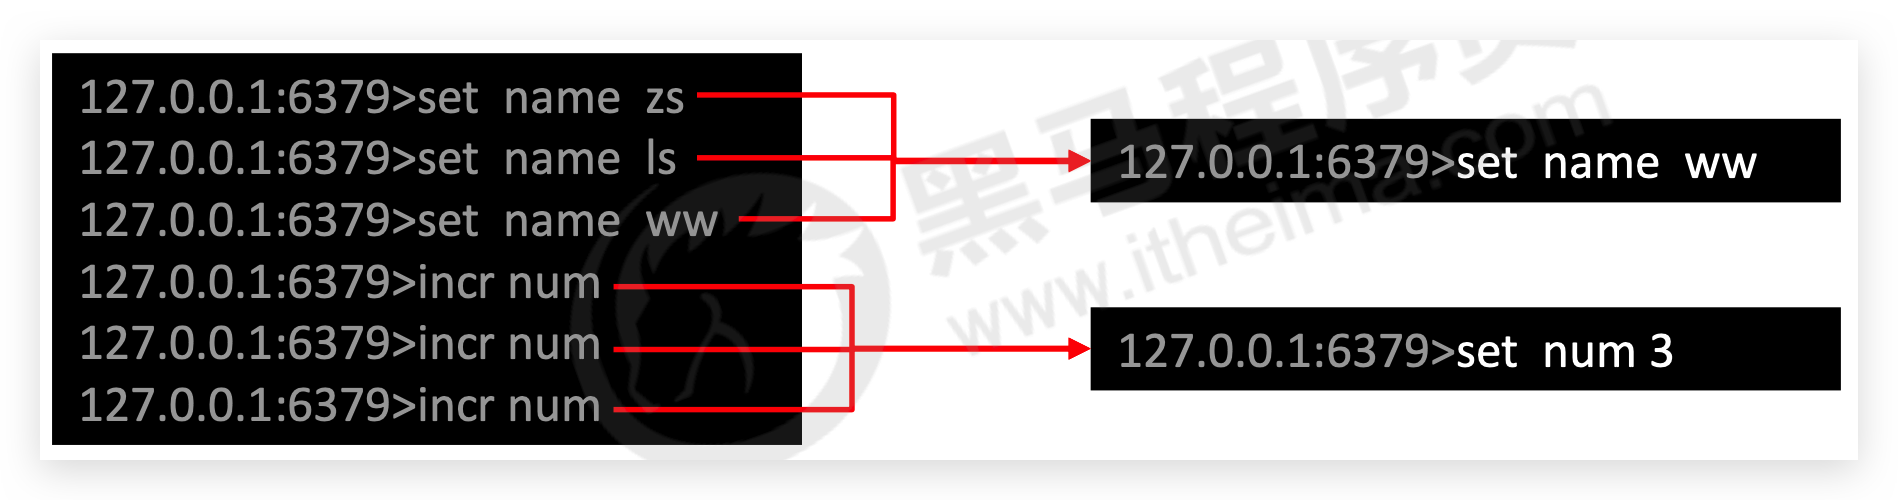 127.0.0.1:6379>set name zs
127.0.0.1:6379>set name ls
127.0.0.1:6379>set name ww
127.0.0.1:6379>incr num
127.0.0.1:6379>incr num
127.0.0.1:6379>incr num
127.0.0.1:6379>set name ww
127.0.0.1:6379>set num 3
黑马程序员
www.itheima.com